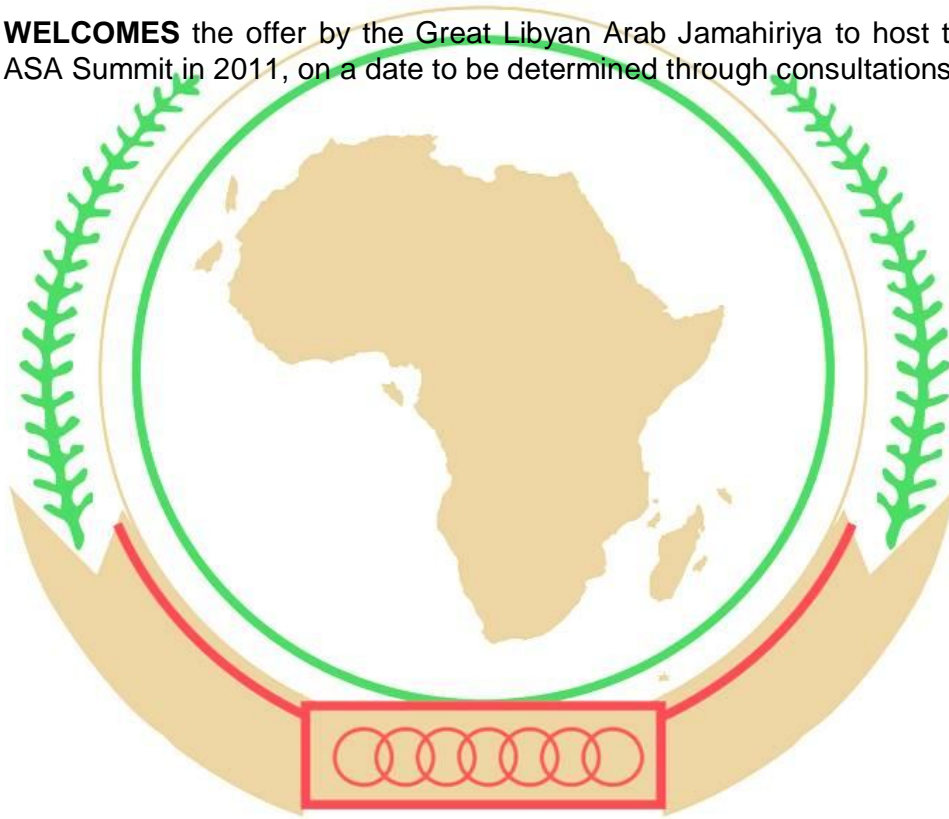 WELCOMES the offer by the Great Libyan Arab Jamahiriya to host t
ASA Summit in 2011, on a date to be determined through consultations